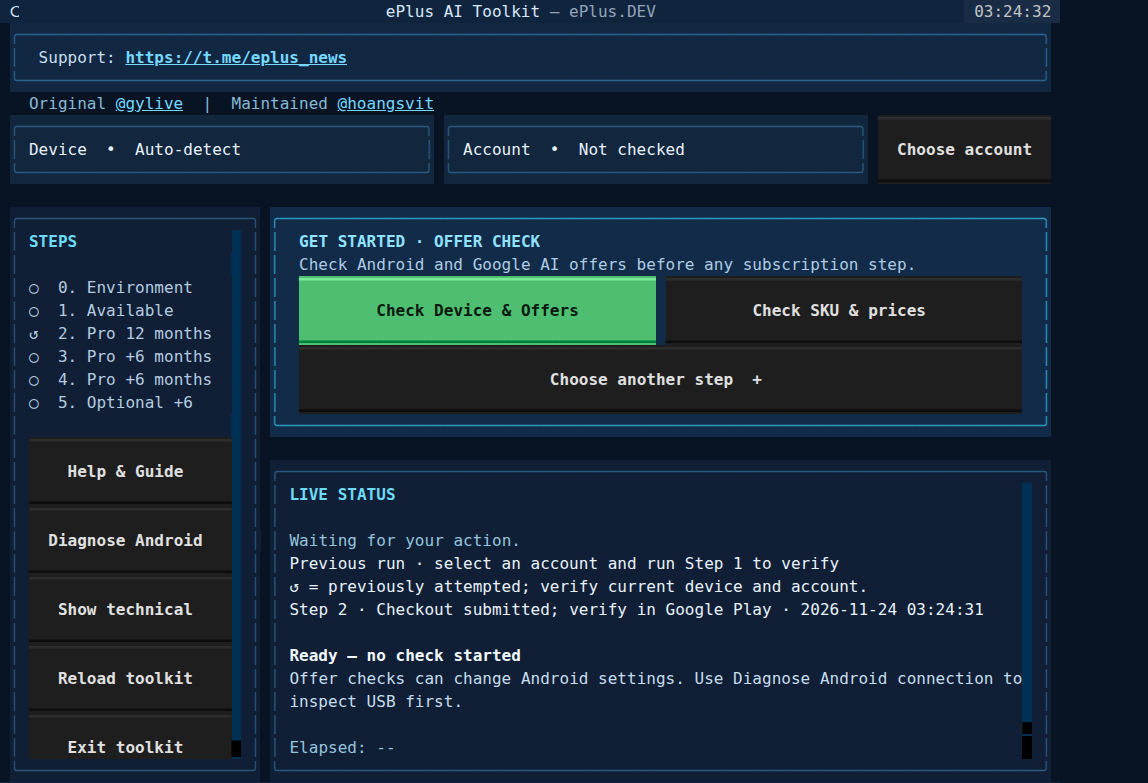 ePlus AI Toolkit — ePlus.DEV
03:24:32
Support: https://t.me/eplus_news
Original @gylive | Maintained @hoangsvit
Device • Auto-detect
Account • Not checked
Choose account
STEPS
○ 0. Environment
○ 1. Available
↺ 2. Pro 12 months
○ 3. Pro +6 months
○ 4. Pro +6 months
○ 5. Optional +6
Help & Guide
Diagnose Android
Show technical
Reload toolkit
Exit toolkit
GET STARTED · OFFER CHECK
Check Android and Google AI offers before any subscription step.
Check Device & Offers
Check SKU & prices
Choose another step +
LIVE STATUS
Waiting for your action.
Previous run · select an account and run Step 1 to verify
↺ = previously attempted; verify current device and account.
Step 2 · Checkout submitted; verify in Google Play · 2026-11-24 03:24:31
Ready — no check started
Offer checks can change Android settings. Use Diagnose Android connection to
inspect USB first.
Elapsed: --